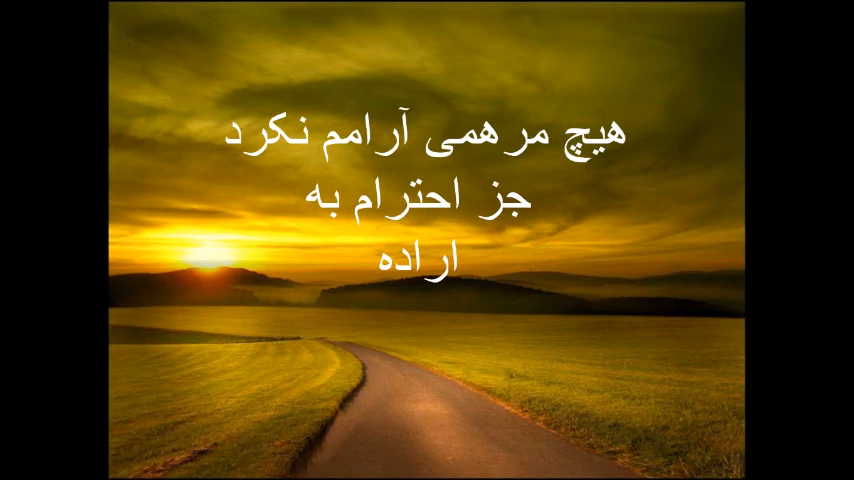 هیچ مرهمی آرامم نکرد
جز احترام به
اراده